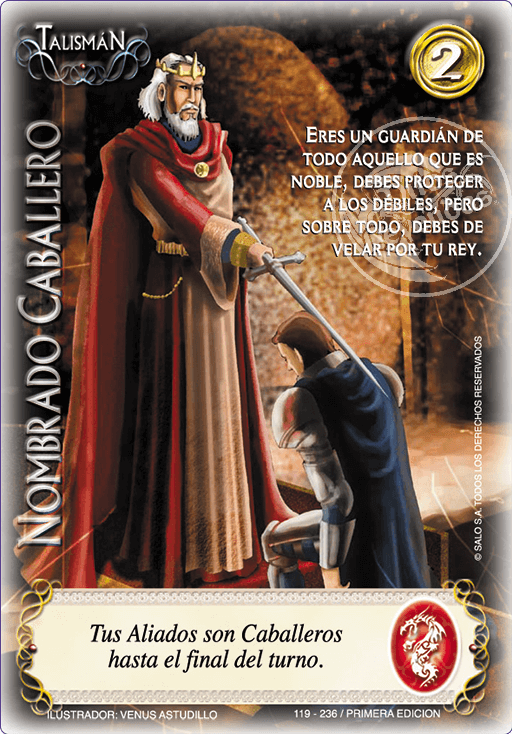 TALISMÁN
2
NOMBRADO CABALLERO
ERES UN GUARDIÁN DE
TODO AQUELLO QUE ES
NOBLE, DEBES PROTEGER
A LOS DÉBILES, PERO
SOBRE TODO, DEBES DE
VELAR POR TU REY.
© SALO S.A. TODOS LOS DERECHOS RESERVADOS
Tus Aliados son Caballeros
hasta el final del turno.
ILUSTRADOR: VENUS ASTUDILLO
119 - 236 / PRIMERA EDICION